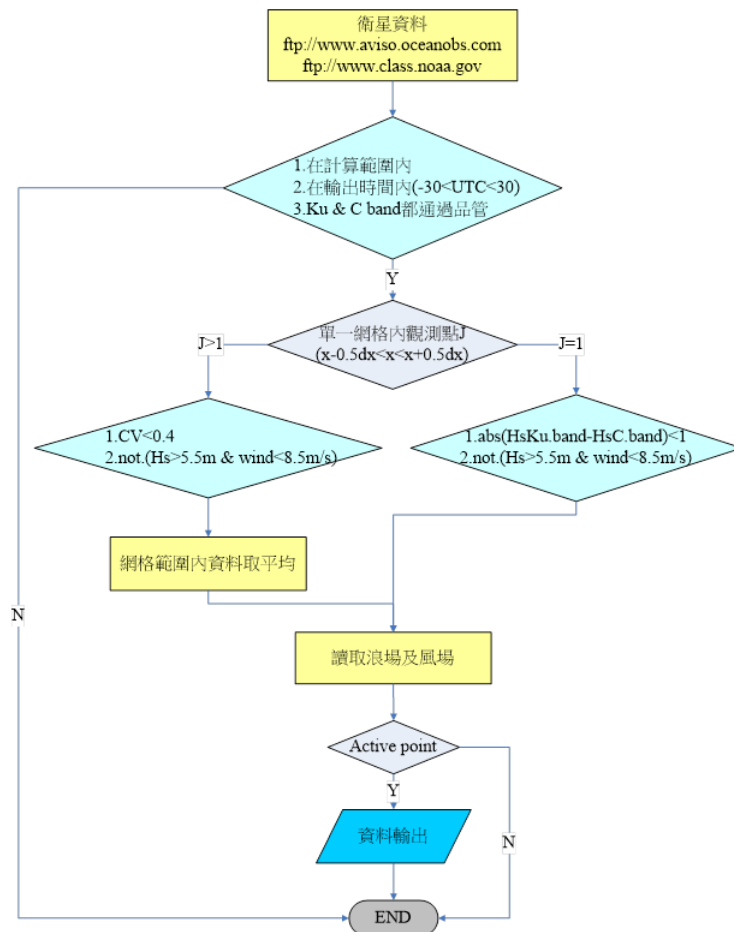 衛星資料
ftp://www.aviso.oceanobs.com
ftp://www.class.noaa.gov
1.在計算範圍內
2.在輸出時間內(-30<UTC<30)
3.Ku & C band都通過品管
Y
單一網格內觀測點J
(x-0.5dx<x<x+0.5dx)
J>1
J=1
1.CV<0.4
2.not.(Hs>5.5m & wind<8.5m/s)
1.abs(HsKu.band-HsC.band)<1
2.not.(Hs>5.5m & wind<8.5m/s)
網格範圍內資料取平均
N
讀取浪場及風場
Active point
Y
資料輸出
N
END